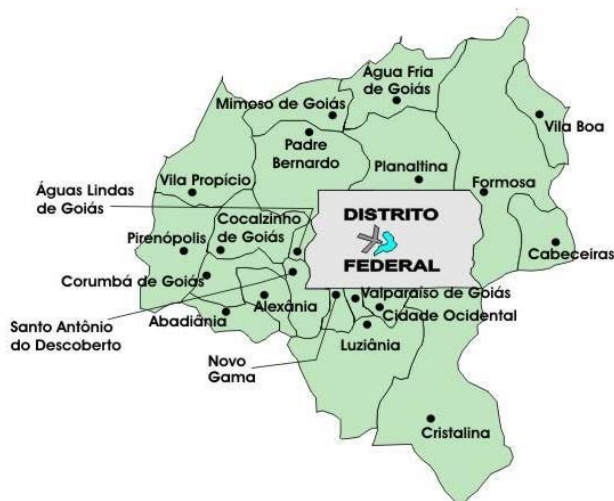 Água Fria
de Goiás
Mimoso de Goiás
Vila Boa
Padre
Bernardo
Planaltina
Vila Propício
Formosa
Águas Lindas
de Goiás
Cocalzinho
de Goiás
DISTRITO
FEDERAL
Pirenópolis
Cabeceiras
Corumbá de Goiás
Alexânia
Valparaíso de Goiás
Abadiânia
Cidade Ocidental
Santo Antônio
do Descoberto
Luziânia
Novo
Gama
Cristalina